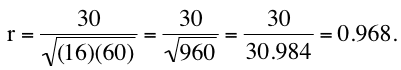 r = 30/√(16)(60) = 30/√960 = 30/30.984 = 0.968.